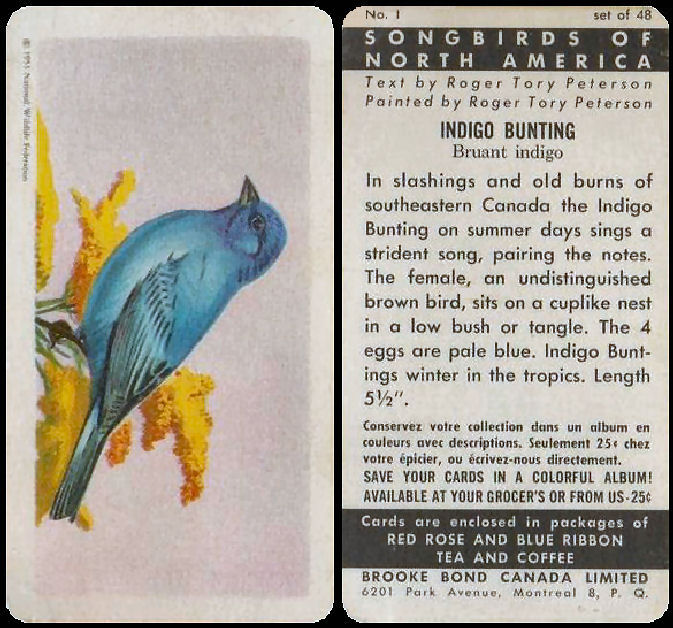 © 1951 National Wildlife Federation
No. 1 set of 48
SONGBIRDS OF
NORTH AMERICA
Text by Roger Tory Peterson
Painted by Roger Tory Peterson
INDIGO BUNTING
Bruant indigo
In slashings and old burns of
southeastern Canada the Indigo
Bunting on summer days sings a
strident song, pairing the notes.
The female, an undistinguished
brown bird, sits on a cuplike nest
in a low bush or tangle. The 4
eggs are pale blue. Indigo Bunt-
ings winter in the tropics. Length
5½".
Conservez votre collection dans un album en
couleurs avec descriptions. Seulement 25¢ chez
votre épicier, ou écrivez-nous directement.
SAVE YOUR CARDS IN A COLORFUL ALBUM!
AVAILABLE AT YOUR GROCER'S OR FROM US-25¢
Cards are enclosed in packages of
RED ROSE AND BLUE RIBBON
TEA AND COFFEE
BROOKE BOND CANADA LIMITED
6201 Park Avenue, Montreal 8, P. Q.